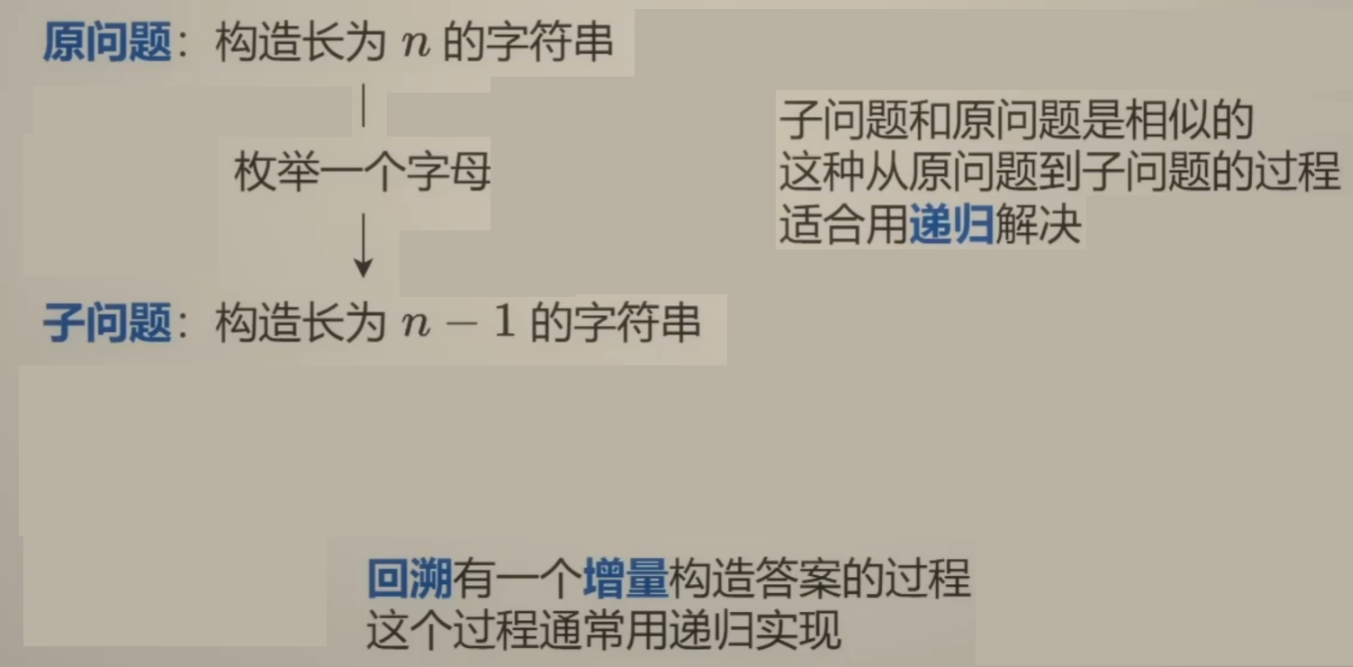 原问题：构造长为 n 的字符串
枚举一个字母
子问题：构造长为 n − 1 的字符串
子问题和原问题是相似的
这种从原问题到子问题的过程
适合用递归解决
回溯有一个增量构造答案的过程
这个过程通常用递归实现